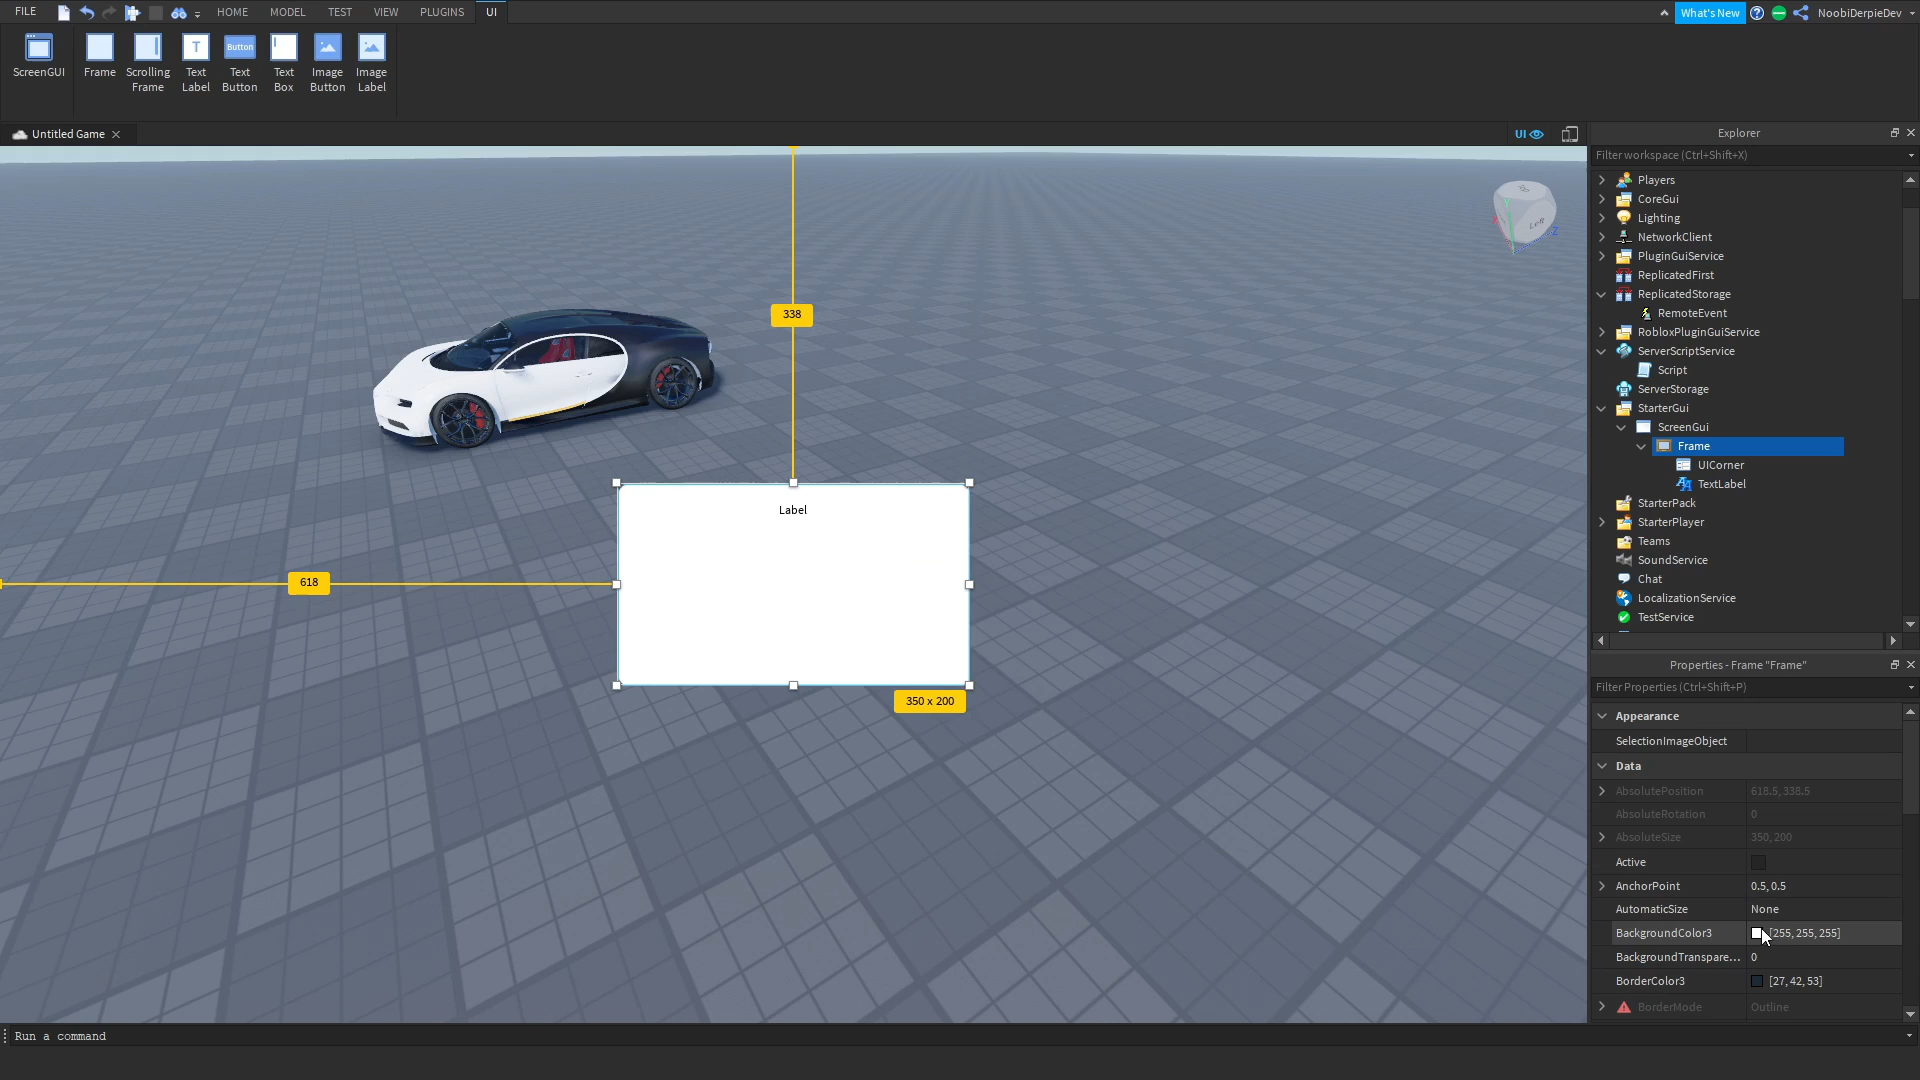 FILE
HOME
MODEL
TEST
VIEW
PLUGINS
UI
What's New
NoobiDerpieDev
ScreenGUI
Frame
Scrolling
Frame
T
Text
Label
Button
Text
Button
Text
Box
Image
Button
Image
Label
Untitled Game
UI
Explorer
Filter workspace (Ctrl+Shift+X)
Players
CoreGui
Lighting
NetworkClient
PluginGuiService
ReplicatedFirst
ReplicatedStorage
RemoteEvent
RobloxPluginGuiService
ServerScriptService
Script
ServerStorage
StarterGui
ScreenGui
Frame
UICorner
TextLabel
StarterPack
StarterPlayer
Teams
SoundService
Chat
LocalizationService
TestService
Left
Z
338
Label
618
350 x 200
Properties - Frame "Frame"
Filter Properties (Ctrl+Shift+P)
Appearance
SelectionImageObject
Data
AbsolutePosition 618.5, 338.5
AbsoluteRotation 0
AbsoluteSize 350, 200
Active
AnchorPoint 0.5, 0.5
AutomaticSize None
BackgroundColor3 [255, 255, 255]
BackgroundTranspare... 0
BorderColor3 [27, 42, 53]
BorderMode Outline
Run a command